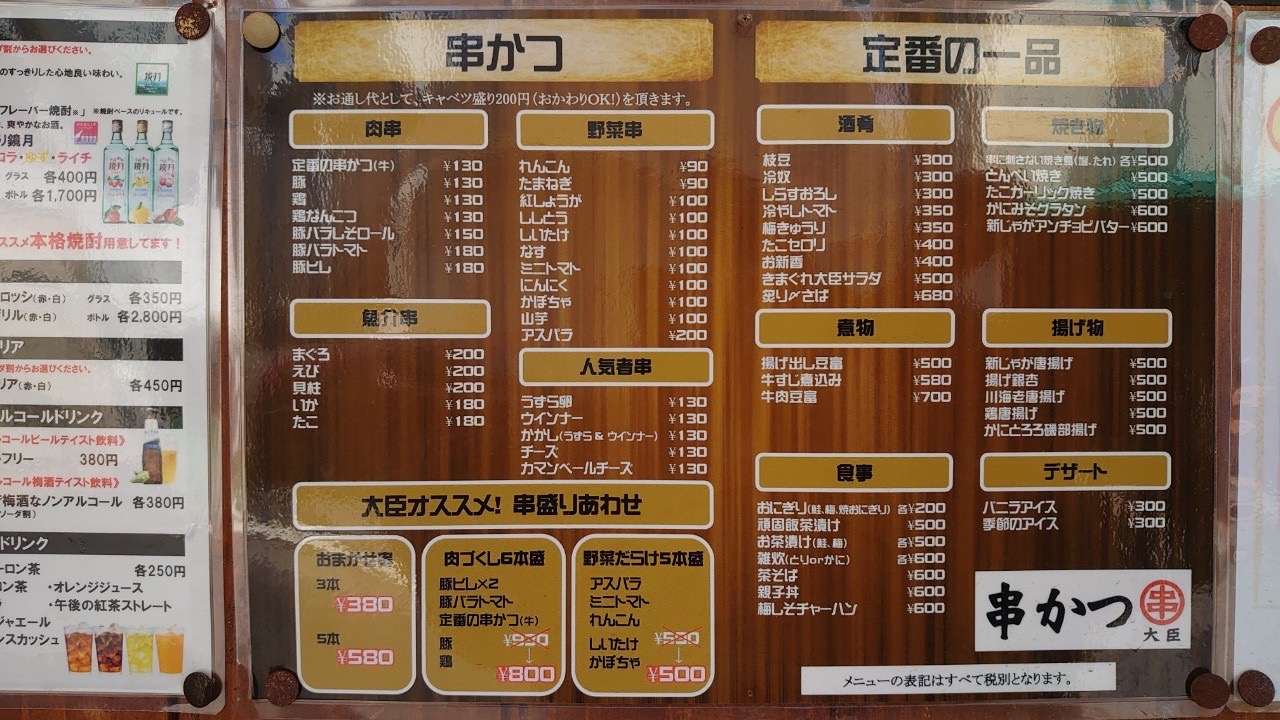 割からお選びください。
のすっきりした心地良い味わい。
鏡月
フレーバー焼酎※」 ※焼酎ベースのリキュールです。
、爽やかなお酒。
り鏡月
コラ・ゆず・ライチ
グラス 各400円
ボトル 各1,700円
ススメ本格焼酎用意してます!
ロッシ(赤・白) グラス 各350円
リル(赤・白) ボトル 各2,800円
リア
割からお選びください。
リア(赤・白) 各450円
ルコールドリンク
コールビールテイスト飲料》
フリー 380円
コール梅酒テイスト飲料》
梅酒なノンアルコール 各380円
ソーダ割)
ドリンク
ーロン茶 各250円
ロン茶 ・オレンジジュース
・午後の紅茶ストレート
ジャエール
ンスカッシュ
串かつ
※お通し代として、キャベツ盛り200円(おかわりOK!)を頂きます。
肉串
定番の串かつ(牛) ¥130
豚 ¥130
鶏 ¥130
鶏なんこつ ¥130
豚バラしそロール ¥150
豚バラトマト ¥180
豚ヒレ ¥180
魚介串
まぐろ ¥200
えび ¥200
貝柱 ¥200
いか ¥180
たこ ¥180
野菜串
れんこん ¥90
たまねぎ ¥90
紅しょうが ¥100
ししとう ¥100
しいたけ ¥100
なす ¥100
ミニトマト ¥100
にんにく ¥100
かぼちゃ ¥100
山芋 ¥100
アスパラ ¥200
人気者串
うずら卵 ¥130
ウインナー ¥130
かかし(うずら&ウインナー) ¥130
チーズ ¥130
カマンベールチーズ ¥130
大臣オススメ! 串盛りあわせ
おまかせ串
3本
¥380
5本
¥580
肉づくし6本盛
豚ヒレ×2
豚バラトマト
定番の串かつ(牛)
豚 ¥900
鶏 ↓
¥800
野菜だらけ5本盛
アスパラ
ミニトマト
れんこん
しいたけ ¥590
かぼちゃ ↓
¥500
定番の一品
酒肴
枝豆 ¥300
冷奴 ¥300
しらすおろし ¥300
冷やしトマト ¥350
梅きゅうり ¥350
たこセロリ ¥400
お新香 ¥400
きまぐれ大臣サラダ ¥500
炙り〆さば ¥680
焼き物
串に刺さない焼き鳥(塩、たれ) 各¥500
とんぺい焼き ¥500
たこガーリック焼き ¥500
かにみそグラタン ¥600
新じゃがアンチョビバター ¥600
煮物
揚げ出し豆富 ¥500
牛すじ煮込み ¥580
牛肉豆富 ¥700
揚げ物
新じゃが唐揚げ ¥500
揚げ銀杏 ¥500
川海老唐揚げ ¥500
鶏唐揚げ ¥500
かにとろろ磯部揚げ ¥500
食事
おにぎり(鮭、梅、焼おにぎり) 各¥200
頑固飯茶漬け ¥500
お茶漬け(鮭、梅) 各¥500
雑炊(とりorかに) 各¥600
茶そば ¥600
親子丼 ¥600
梅しそチャーハン ¥600
デザート
バニラアイス ¥300
季節のアイス ¥300
串かつ
串
大臣
メニューの表記はすべて税別となります。